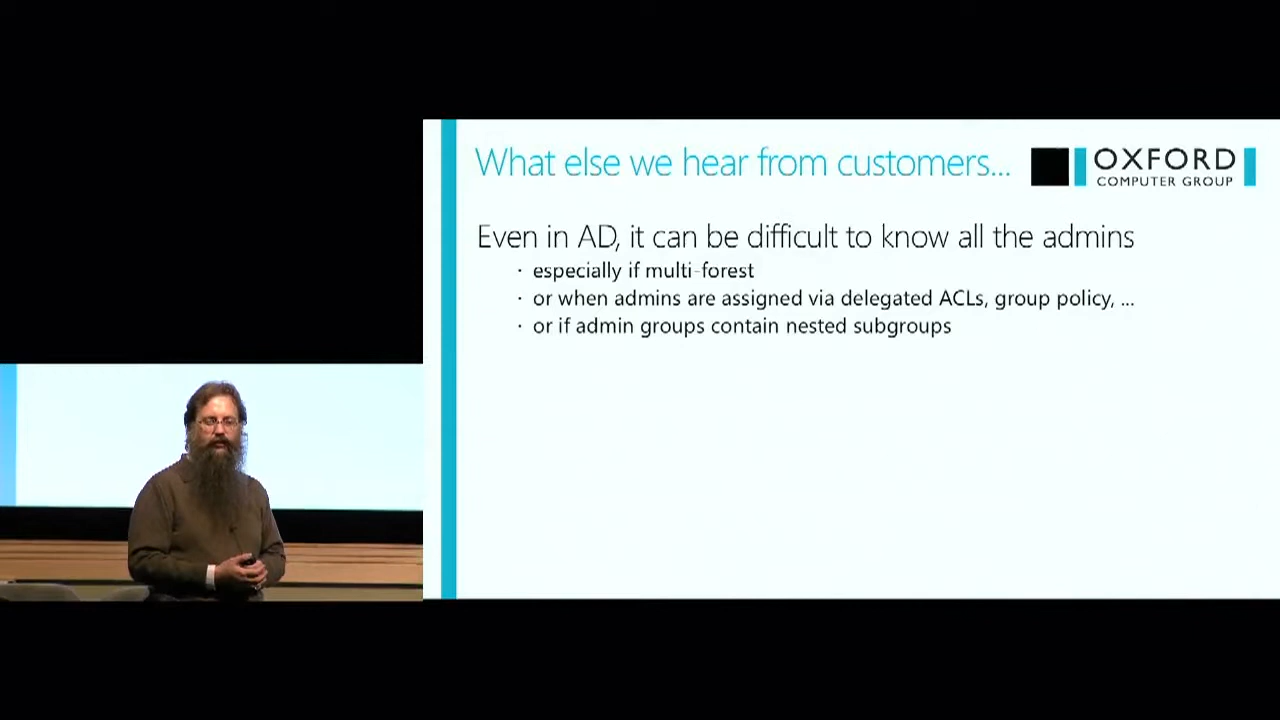 What else we hear from customers...
OXFORD
COMPUTER GROUP
Even in AD, it can be difficult to know all the admins
· especially if multi-forest
· or when admins are assigned via delegated ACLs, group policy, ...
· or if admin groups contain nested subgroups